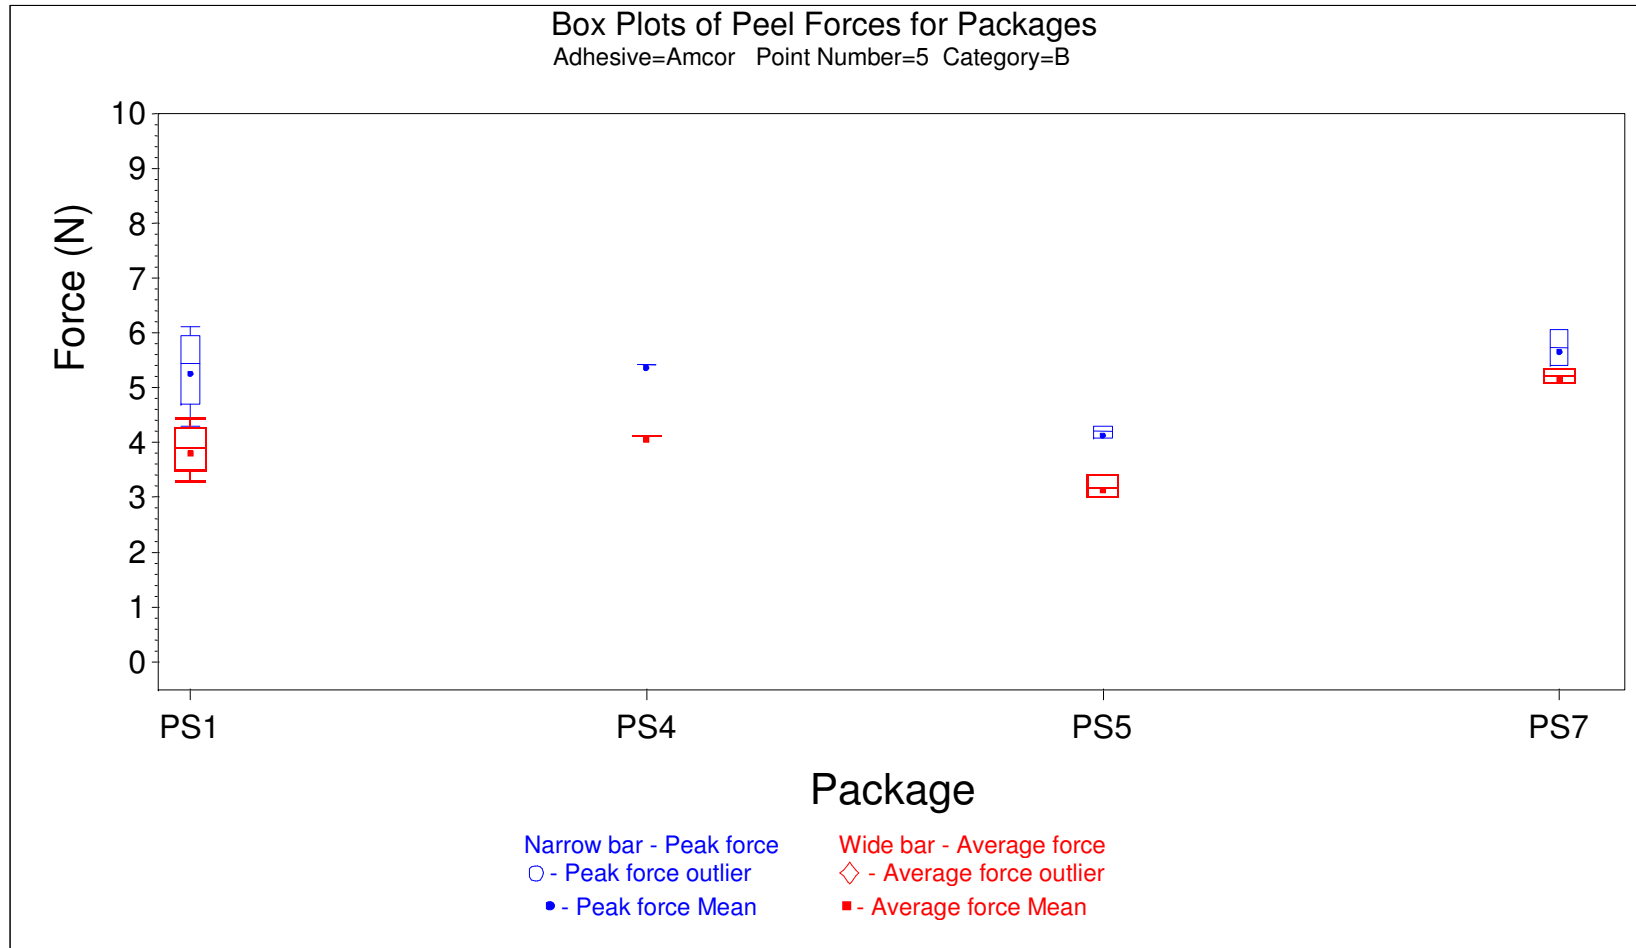 Box Plots of Peel Forces for Packages
Adhesive=Amcor Point Number=5 Category=B
Force (N)
10
9
8
7
6
5
4
3
2
1
0
PS1 PS4 PS5 PS7
Package
Narrow bar - Peak force Wide bar - Average force
- Peak force outlier - Average force outlier
- Peak force Mean - Average force Mean